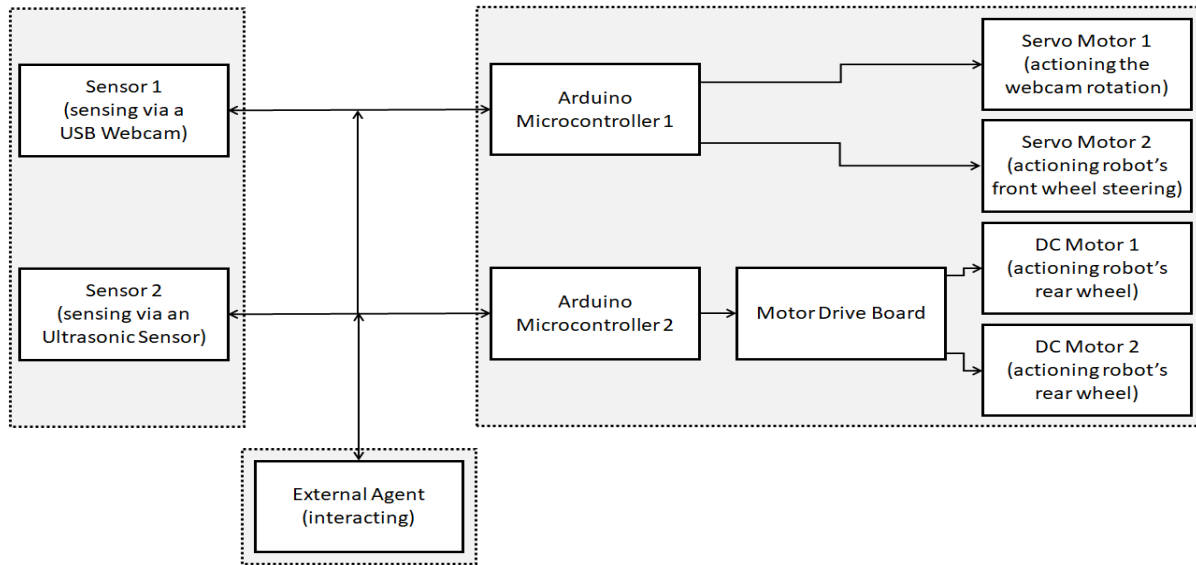 Sensor 1
(sensing via a
USB Webcam)
Arduino
Microcontroller 1
Servo Motor 1
(actioning the
webcam rotation)
Servo Motor 2
(actioning robot's
front wheel steering)
Sensor 2
(sensing via an
Ultrasonic Sensor)
Arduino
Microcontroller 2
Motor Drive Board
DC Motor 1
(actioning robot's
rear wheel)
DC Motor 2
(actioning robot's
rear wheel)
External Agent
(interacting)